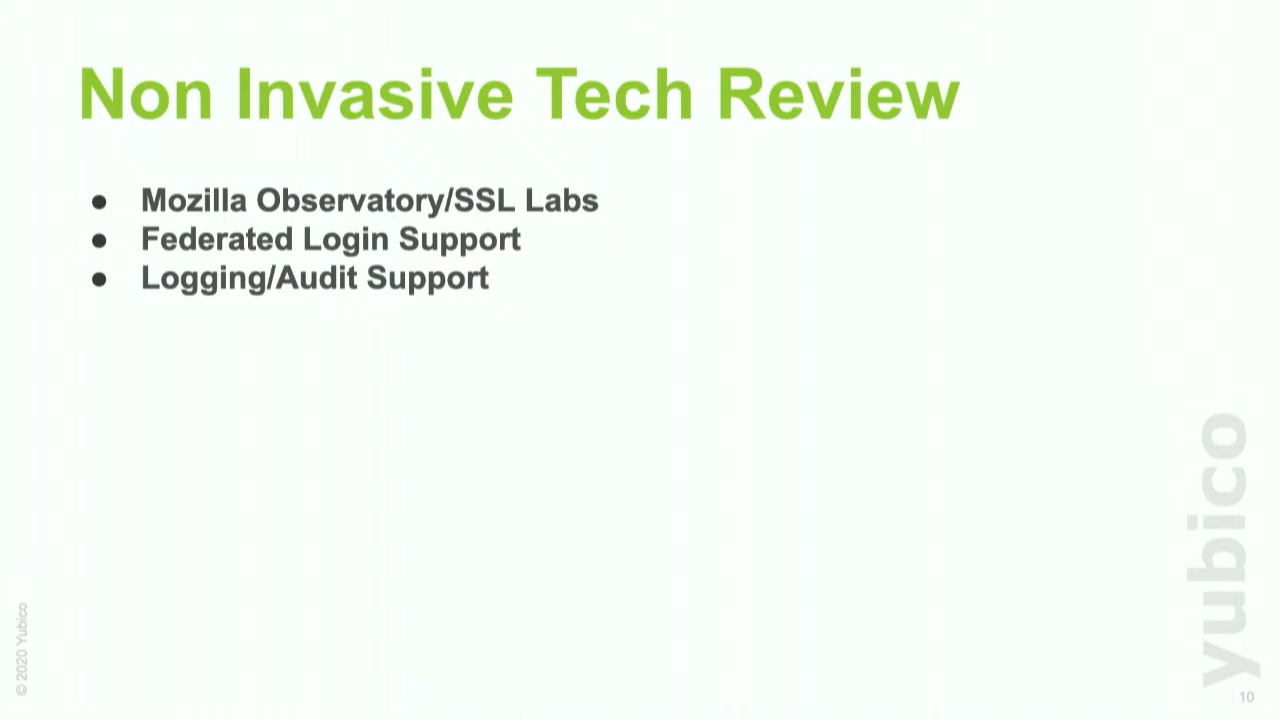 Non Invasive Tech Review
● Mozilla Observatory/SSL Labs
● Federated Login Support
● Logging/Audit Support
yubico
© 2020 Yubico
10